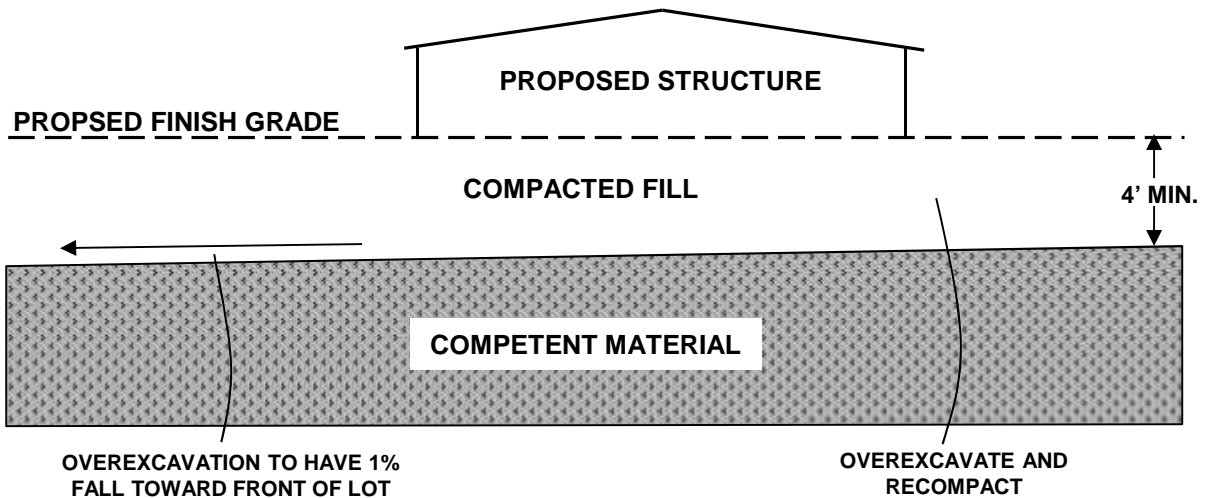 PROPOSED STRUCTURE
PROPSED FINISH GRADE
COMPACTED FILL
4’ MIN.
COMPETENT MATERIAL
OVEREXCAVATION TO HAVE 1%
FALL TOWARD FRONT OF LOT
OVEREXCAVATE AND
RECOMPACT